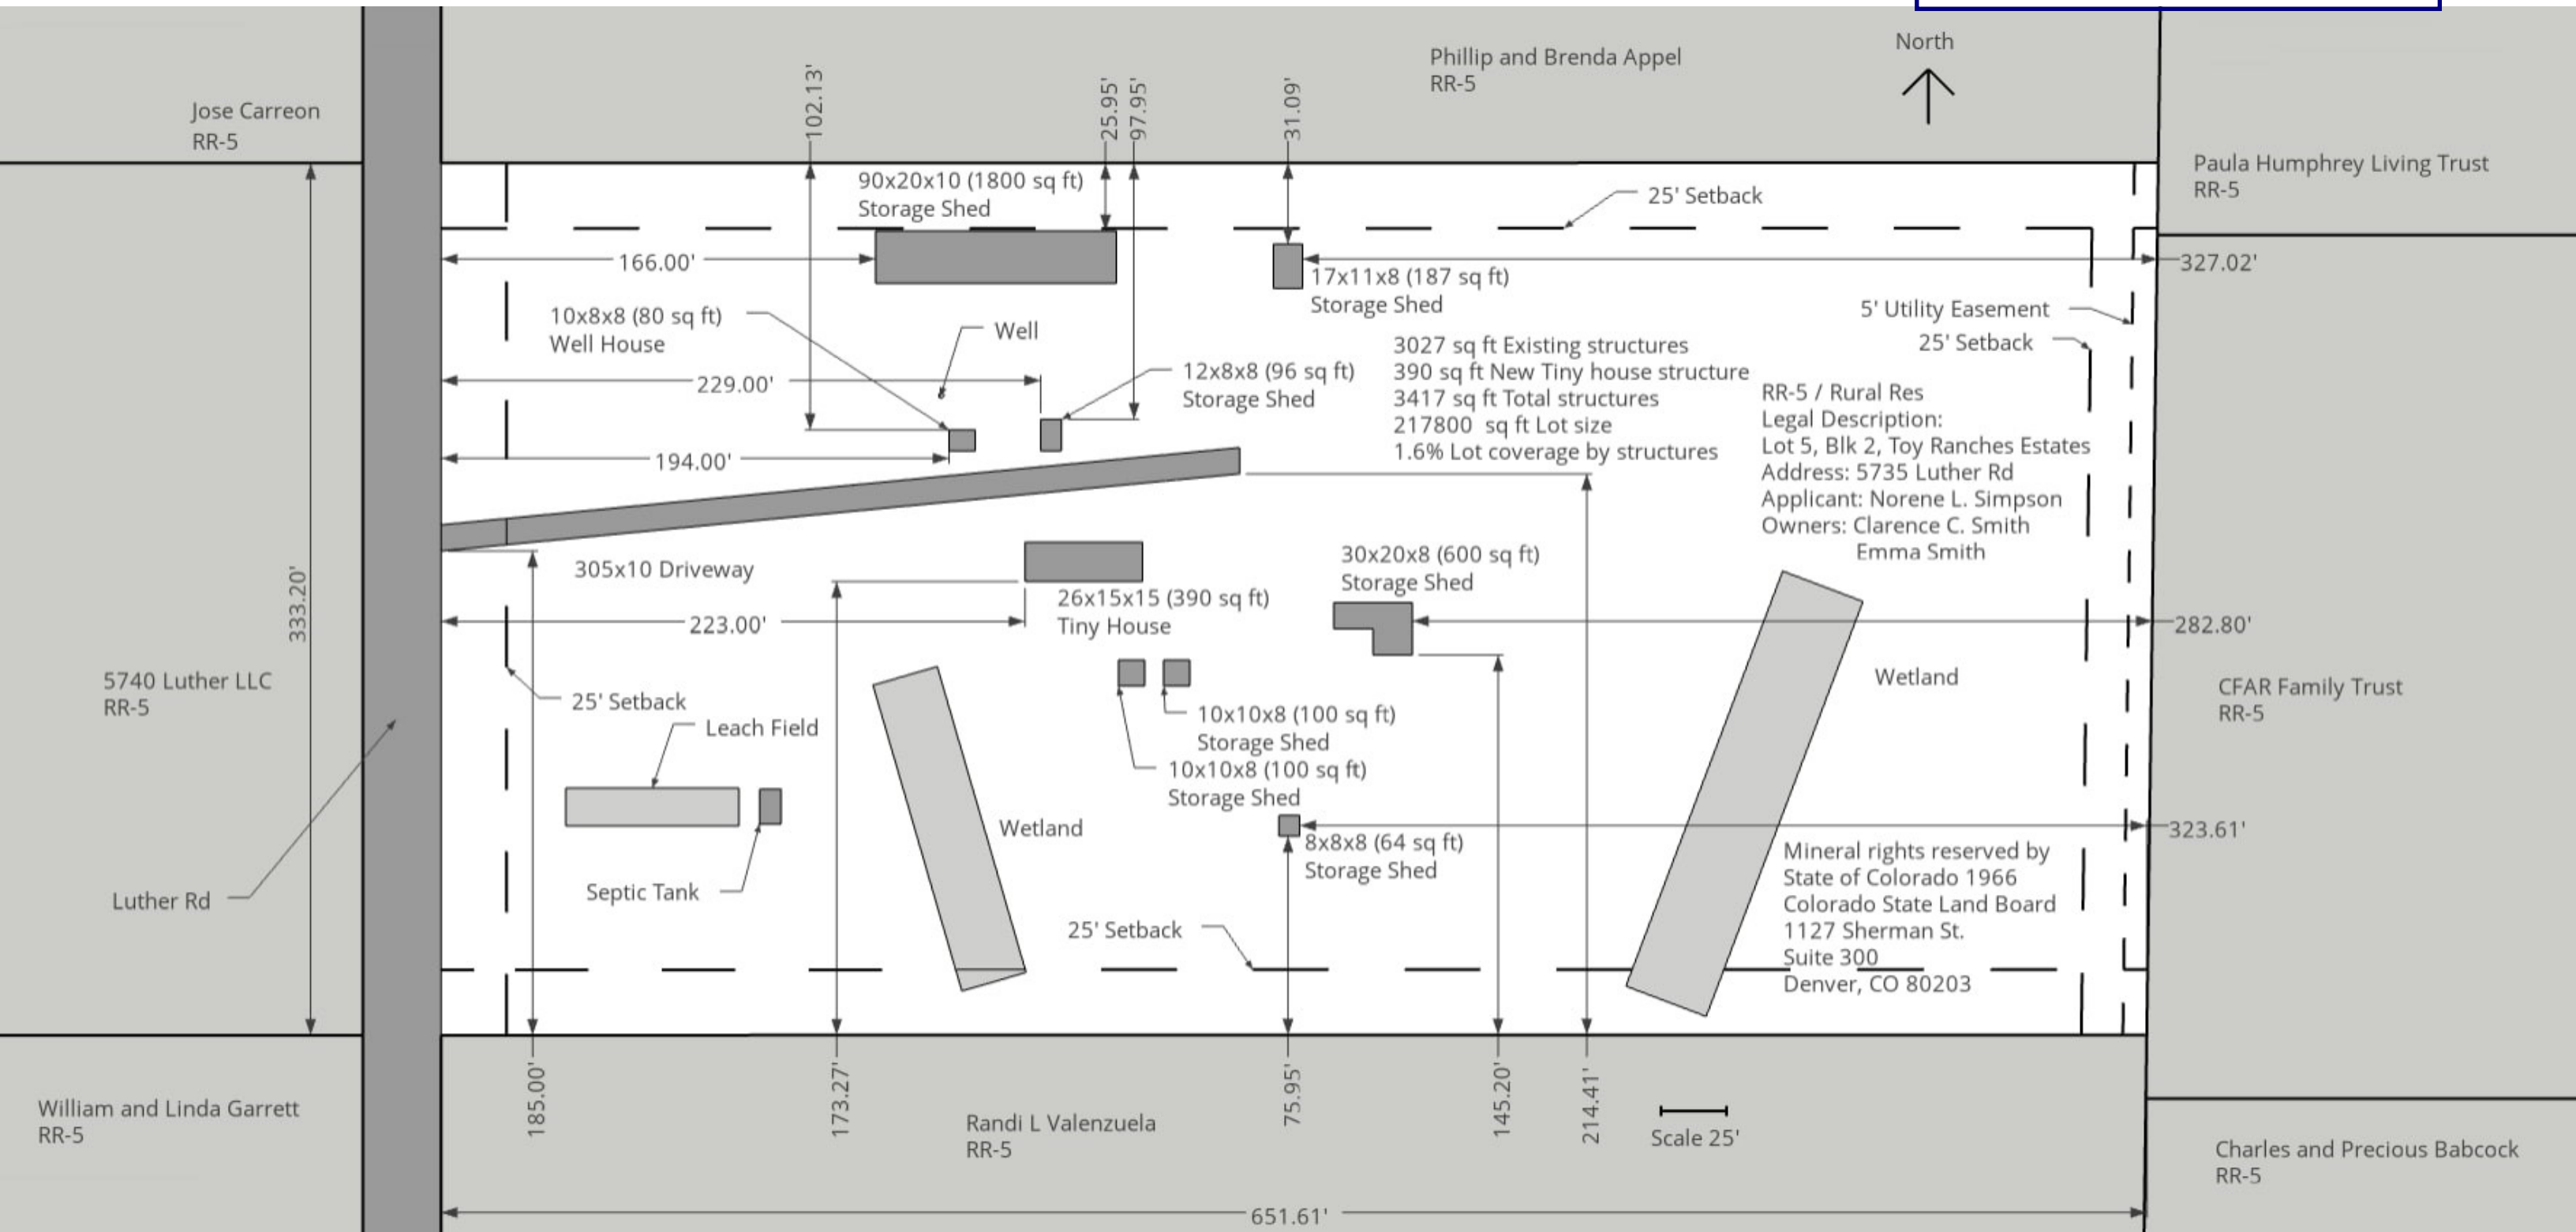 North
Phillip and Brenda Appel
RR-5
Jose Carreon
RR-5
102.13'
25.95'
97.95'
31.09'
Paula Humphrey Living Trust
RR-5
90x20x10 (1800 sq ft)
Storage Shed
25' Setback
166.00'
327.02'
17x11x8 (187 sq ft)
Storage Shed
10x8x8 (80 sq ft)
Well House
Well
5' Utility Easement
25' Setback
229.00'
12x8x8 (96 sq ft)
Storage Shed
3027 sq ft Existing structures
390 sq ft New Tiny house structure
3417 sq ft Total structures
217800 sq ft Lot size
1.6% Lot coverage by structures
RR-5 / Rural Res
Legal Description:
Lot 5, Blk 2, Toy Ranches Estates
Address: 5735 Luther Rd
Applicant: Norene L. Simpson
Owners: Clarence C. Smith
Emma Smith
194.00'
333.20'
305x10 Driveway
26x15x15 (390 sq ft)
Tiny House
223.00'
30x20x8 (600 sq ft)
Storage Shed
282.80'
5740 Luther LLC
RR-5
25' Setback
Leach Field
Wetland
CFAR Family Trust
RR-5
10x10x8 (100 sq ft)
Storage Shed
10x10x8 (100 sq ft)
Storage Shed
Wetland
323.61'
8x8x8 (64 sq ft)
Storage Shed
Septic Tank
Luther Rd
25' Setback
Mineral rights reserved by
State of Colorado 1966
Colorado State Land Board
1127 Sherman St.
Suite 300
Denver, CO 80203
185.00'
173.27'
75.95'
145.20'
214.41'
William and Linda Garrett
RR-5
Randi L Valenzuela
RR-5
Scale 25'
Charles and Precious Babcock
RR-5
651.61'